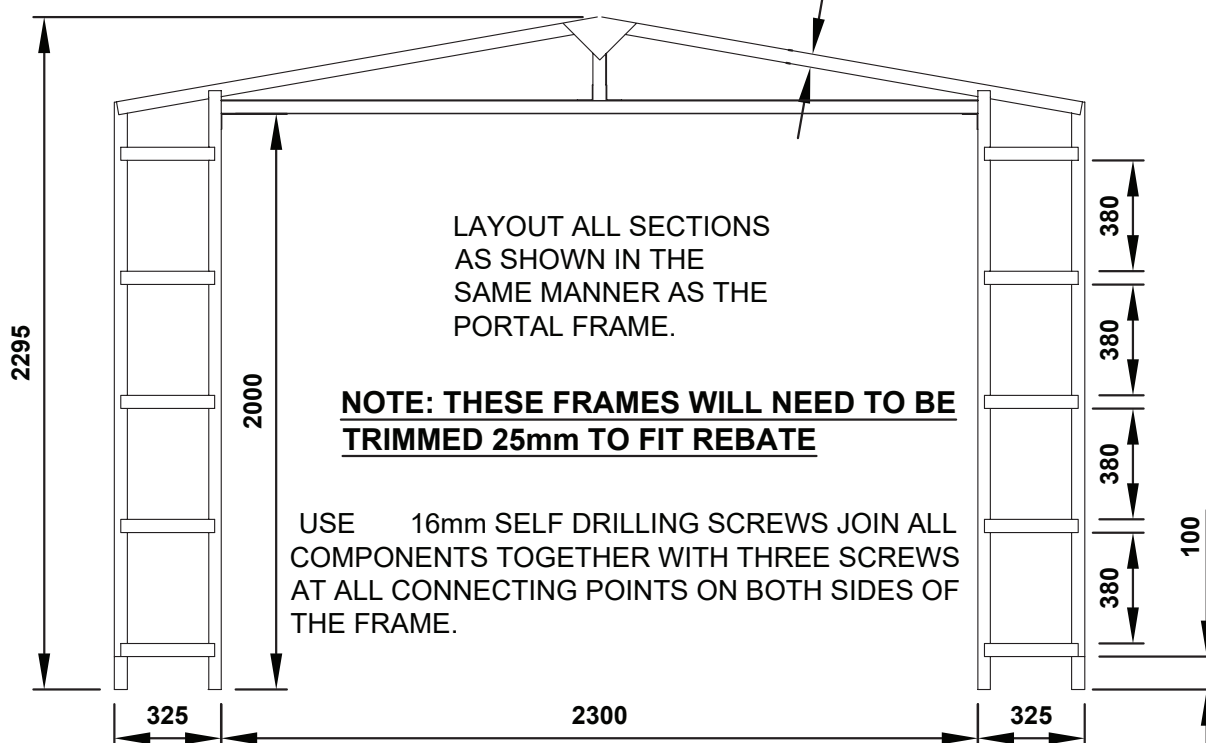 2295
2000
LAYOUT ALL SECTIONS
AS SHOWN IN THE
SAME MANNER AS THE
PORTAL FRAME.
NOTE: THESE FRAMES WILL NEED TO BE
TRIMMED 25mm TO FIT REBATE
USE 16mm SELF DRILLING SCREWS JOIN ALL
COMPONENTS TOGETHER WITH THREE SCREWS
AT ALL CONNECTING POINTS ON BOTH SIDES OF
THE FRAME.
380
380
380
380
100
325
2300
325